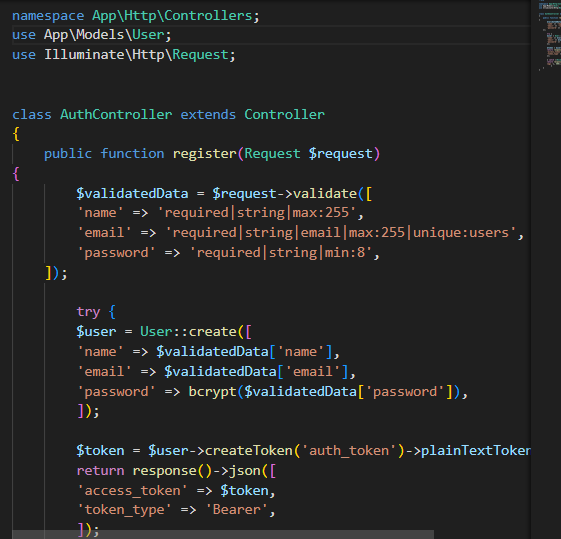 namespace App\Http\Controllers;
use App\Models\User;
use Illuminate\Http\Request;
class AuthController extends Controller
{
public function register(Request $request)
{
$validatedData = $request->validate([
'name' => 'required|string|max:255',
'email' => 'required|string|email|max:255|unique:users',
'password' => 'required|string|min:8',
]);
try {
$user = User::create([
'name' => $validatedData['name'],
'email' => $validatedData['email'],
'password' => bcrypt($validatedData['password']),
]);
$token = $user->createToken('auth_token')->plainTextToken
return response()->json([
'access_token' => $token,
'token_type' => 'Bearer',
]);